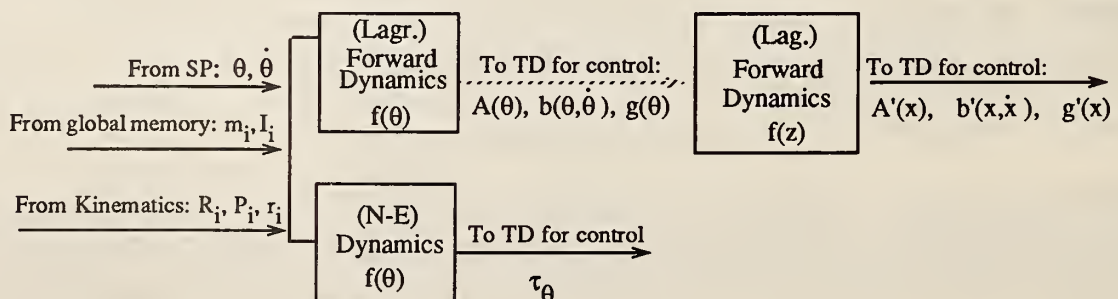 (Lagr.)
Forward
Dynamics
f(θ)
From SP: θ, θ̇
From global memory: mᵢ, Iᵢ
From Kinematics: Rᵢ, Pᵢ, rᵢ
To TD for control:
A(θ), b(θ,θ̇ ), g(θ)
(Lag.)
Forward
Dynamics
f(z)
To TD for control:
A'(x), b'(x,ẋ ), g'(x)
(N-E)
Dynamics
f(θ)
To TD for control
τ_θ